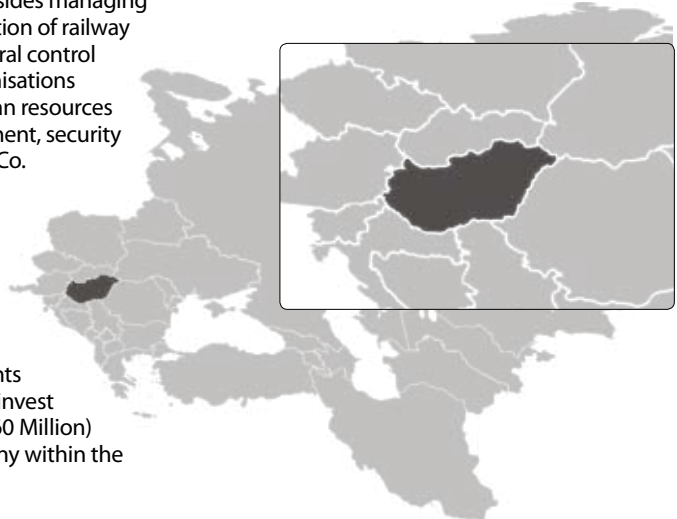 sides managing
tion of railway
ral control
nisations
an resources
ment, security
Co.
nts
invest
60 Million)
ny within the